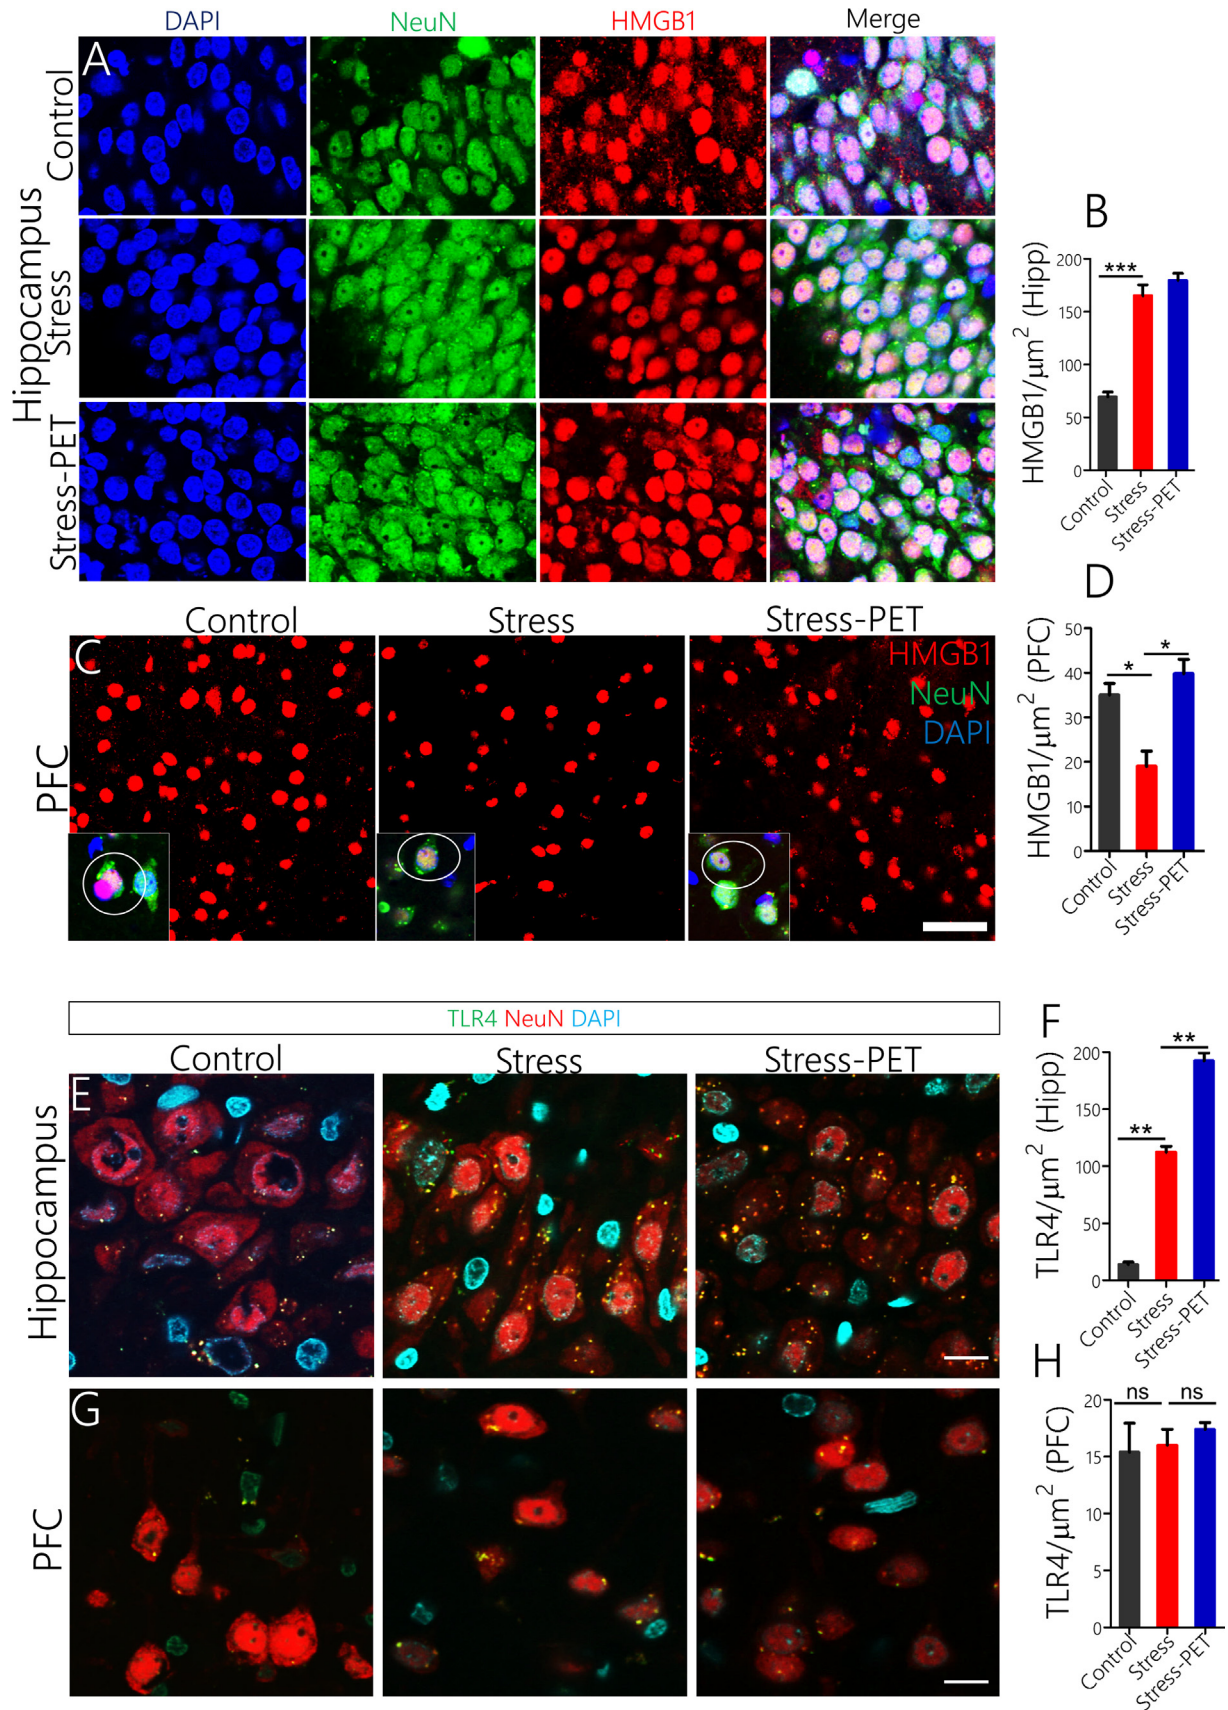 DAPI NeuN HMGB1 Merge
A
Hippocampus
Control
Stress
Stress-PET
B
HMGB1/μm² (Hipp)
200
150
100
50
0
***
Control
Stress
Stress-PET
Control Stress Stress-PET
C
PFC
HMGB1
NeuN
DAPI
D
HMGB1/μm² (PFC)
50
40
30
20
10
0
*
*
Control
Stress
Stress-PET
TLR4 NeuN DAPI
Control Stress Stress-PET
E
Hippocampus
F
TLR4/μm² (Hipp)
200
150
100
50
0
**
**
Control
Stress
Stress-PET
G
PFC
H
TLR4/μm² (PFC)
20
15
10
5
0
ns ns
Control
Stress
Stress-PET